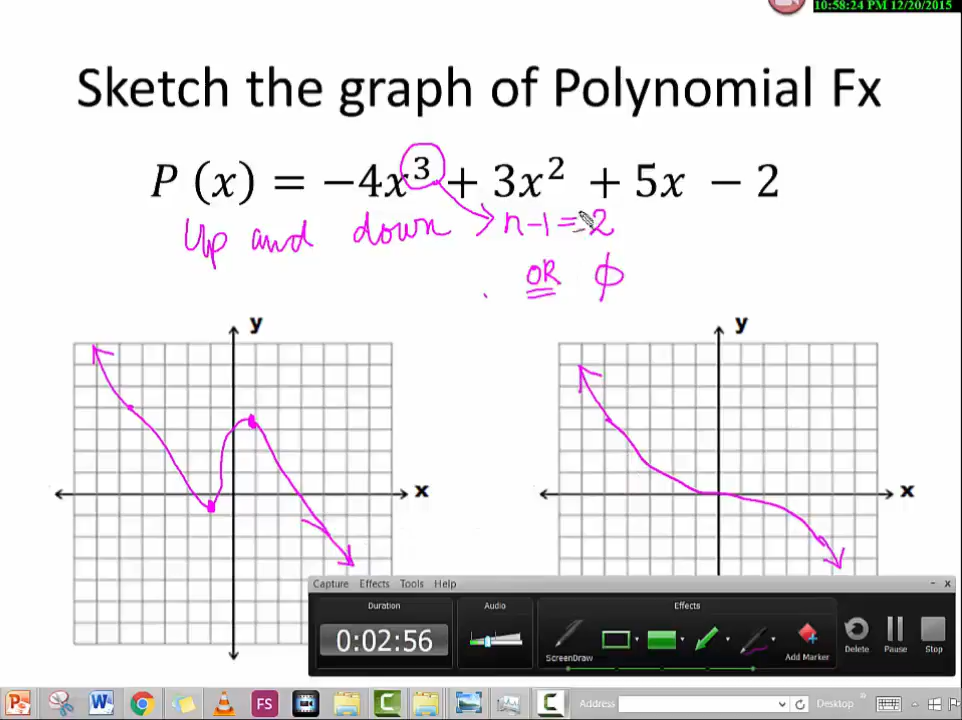 10:58:24 PM 12/20/2015
Sketch the graph of Polynomial Fx
P (x) = −4x³ + 3x² + 5x − 2
Up and down > n-1=2
OR ϕ
y
y
x
x
Capture Effects Tools Help
Duration
Audio
Effects
0:02:56
ScreenDraw
Add Marker
Delete
Pause
Stop
FS
Address
Desktop